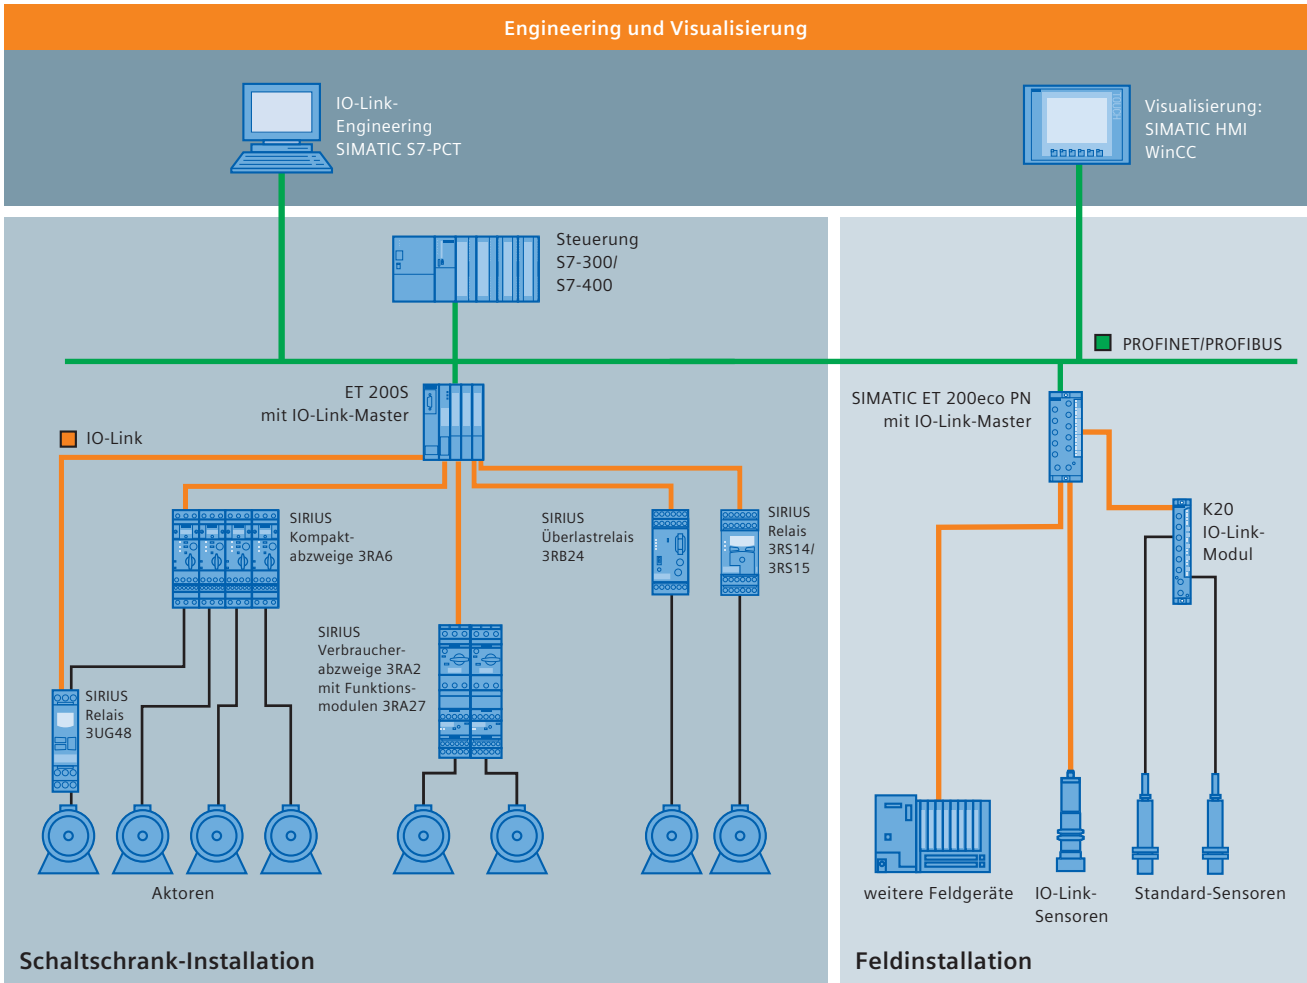 Engineering und Visualisierung
IO-Link-
Engineering
SIMATIC S7-PCT
Visualisierung:
SIMATIC HMI
WinCC
Steuerung
S7-300/
S7-400
PROFINET/PROFIBUS
ET 200S
mit IO-Link-Master
SIMATIC ET 200eco PN
mit IO-Link-Master
IO-Link
SIRIUS
Kompakt-
abzweige 3RA6
SIRIUS
Überlastrelais
3RB24
SIRIUS
Relais
3RS14/
3RS15
K20
IO-Link-
Modul
SIRIUS
Verbraucher-
abzweige 3RA2
mit Funktions-
modulen 3RA27
SIRIUS
Relais
3UG48
Aktoren
weitere Feldgeräte
IO-Link-
Sensoren
Standard-Sensoren
Schaltschrank-Installation
Feldinstallation